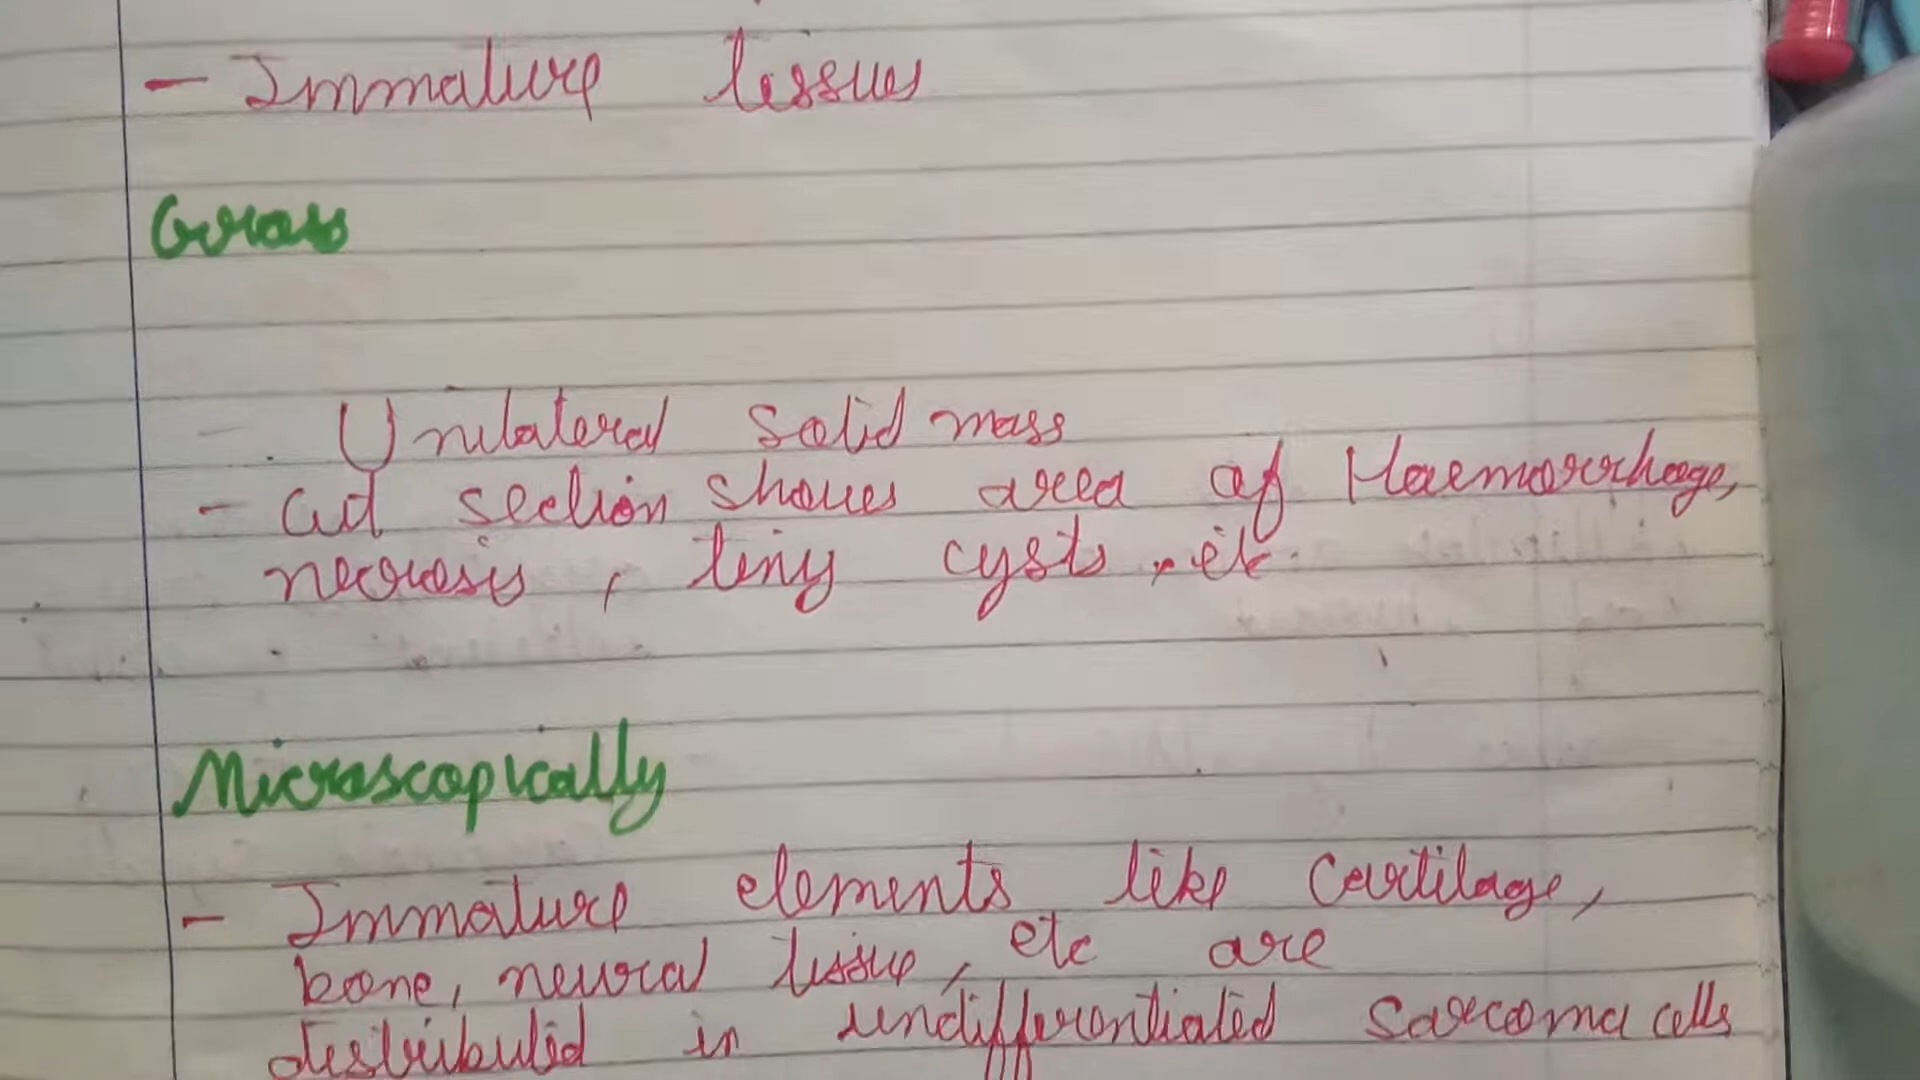 - Immature tissues
Gross
- Unilateral solid mass
- Cut section shows area of Haemorrhage,
necrosis, tiny cysts, etc.
Microscopically
- Immature elements like Cartilage,
bone, neural tissue, etc are
distributed in undifferentiated sarcoma cells